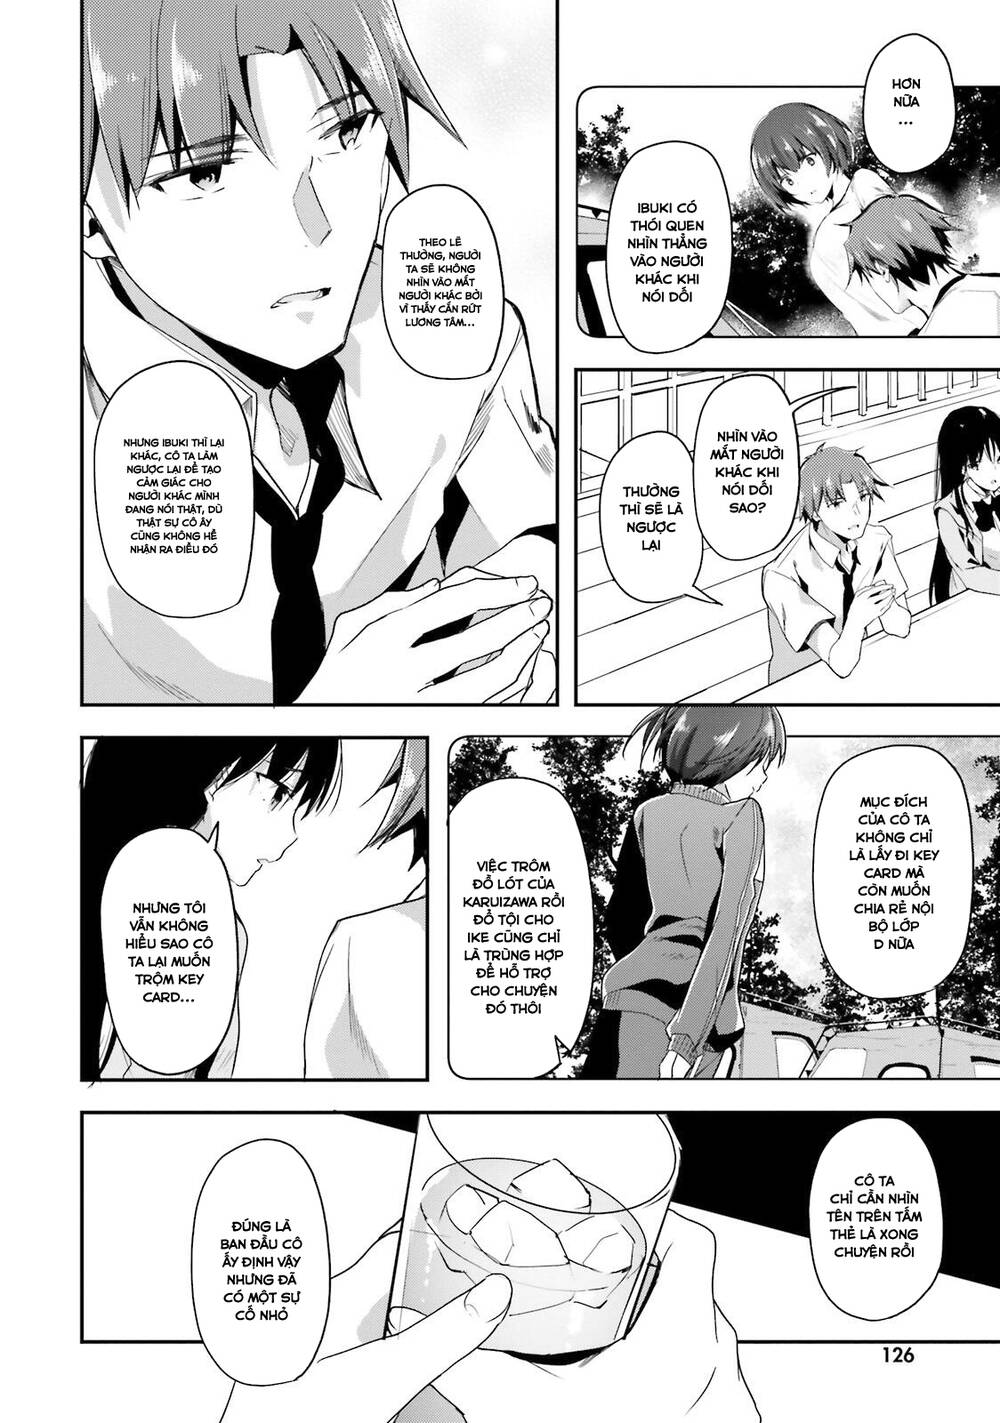 HƠN
NỮA
...
IBUKI CÓ
THÓI QUEN
NHÌN THẲNG
VÀO NGƯỜI
KHÁC KHI
NÓI DỐI
THEO LẼ
THƯỜNG, NGƯỜI
TA SẼ KHÔNG
NHÌN VÀO MẮT
NGƯỜI KHÁC BỞI
VÌ THẤY CẮN RỨT
LƯƠNG TÂM...
NHƯNG IBUKI THÌ LẠI
KHÁC, CÔ TA LÀM
NGƯỢC LẠI ĐỂ TẠO
CẢM GIÁC CHO
NGƯỜI KHÁC MÌNH
ĐANG NÓI THẬT, DÙ
THẬT SỰ CÔ ẤY
CŨNG KHÔNG HỀ
NHẬN RA ĐIỀU ĐÓ
NHÌN VÀO
MẮT NGƯỜI
KHÁC KHI
NÓI DỐI
SAO?
THƯỜNG
THÌ SẼ LÀ
NGƯỢC
LẠI
MỤC ĐÍCH
CỦA CÔ TA
KHÔNG CHỈ
LÀ LẤY ĐI KEY
CARD MÀ
CÒN MUỐN
CHIA RẼ NỘI
BỘ LỚP
D NỮA
VIỆC TRỘM
ĐỒ LÓT CỦA
KARUIZAWA RỒI
ĐỔ TỘI CHO
IKE CŨNG CHỈ
LÀ TRÙNG HỢP
ĐỂ HỖ TRỢ
CHO CHUYỆN
ĐÓ THÔI
NHƯNG TÔI
VẪN KHÔNG
HIỂU SAO CÔ
TA LẠI MUỐN
TRỘM KEY
CARD...
CÔ TA
CHỈ CẦN NHÌN
TÊN TRÊN TẤM
THẺ LÀ XONG
CHUYỆN RỒI
ĐÚNG LÀ
BAN ĐẦU CÔ
ẤY ĐỊNH VẬY
NHƯNG ĐÃ
CÓ MỘT SỰ
CỐ NHỎ
126